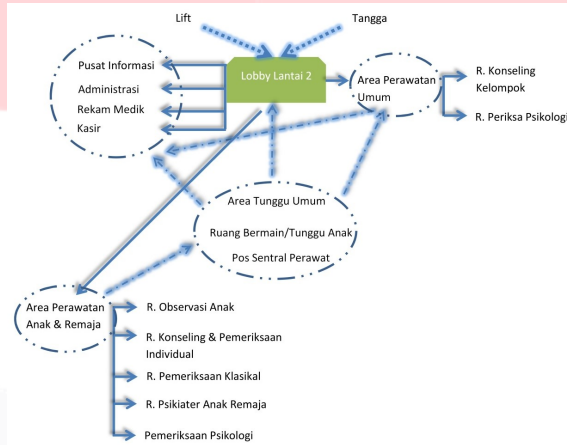 Lift
Tangga
Pusat Informasi
Administrasi
Rekam Medik
Kasir
Lobby Lantai 2
Area Perawatan
Umum
R. Konseling
Kelompok
R. Periksa Psikologi
Area Tunggu Umum
Ruang Bermain/Tunggu Anak
Pos Sentral Perawat
Area Perawatan
Anak & Remaja
R. Observasi Anak
R. Konseling & Pemeriksaan
Individual
R. Pemeriksaan Klasikal
R. Psikiater Anak Remaja
Pemeriksaan Psikologi